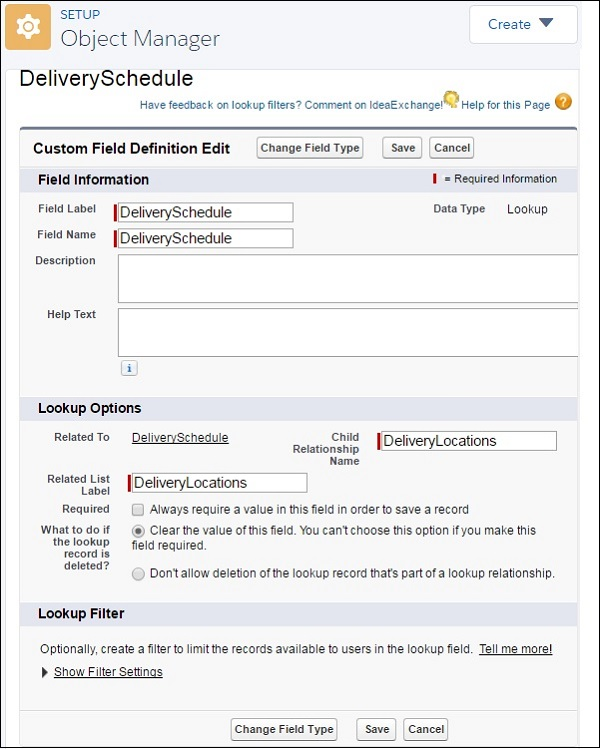 SETUP
Object Manager
Create
DeliverySchedule
Have feedback on lookup filters? Comment on IdeaExchange! Help for this Page ?
Custom Field Definition Edit Change Field Type Save Cancel
Field Information = Required Information
Field Label DeliverySchedule Data Type Lookup
Field Name DeliverySchedule
Description
Help Text
i
Lookup Options
Related To DeliverySchedule Child Relationship Name DeliveryLocations
Related List Label DeliveryLocations
Required Always require a value in this field in order to save a record
What to do if the lookup record is deleted? Clear the value of this field. You can't choose this option if you make this field required.
Don't allow deletion of the lookup record that's part of a lookup relationship.
Lookup Filter
Optionally, create a filter to limit the records available to users in the lookup field. Tell me more!
Show Filter Settings
Change Field Type Save Cancel